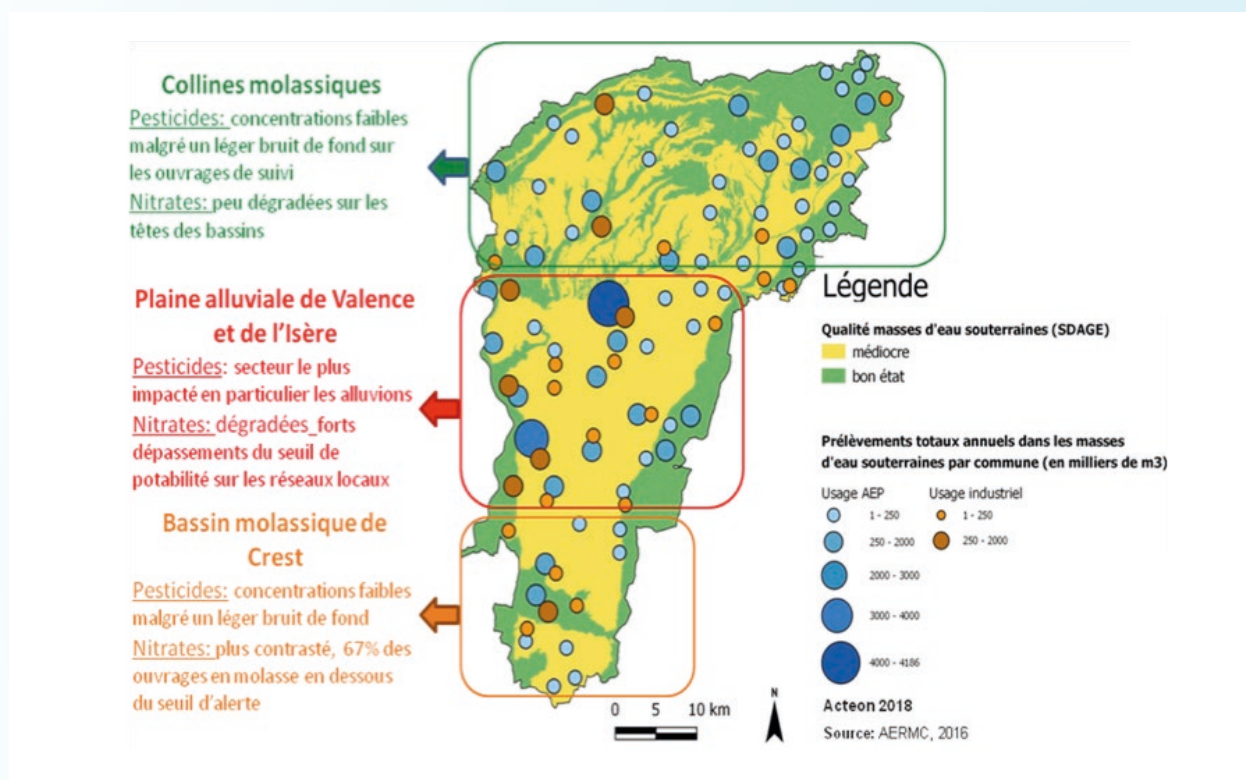 Collines molassiques
Pesticides: concentrations faibles
malgré un léger bruit de fond sur
les ouvrages de suivi
Nitrates: peu dégradées sur les
têtes des bassins
Plaine alluviale de Valence
et de l'Isère
Pesticides: secteur le plus
impacté en particulier les alluvions
Nitrates: dégradées_forts
dépassements du seuil de
potabilité sur les réseaux locaux
Bassin molassique de
Crest
Pesticides: concentrations faibles
malgré un léger bruit de fond
Nitrates: plus contrasté, 67% des
ouvrages en molasse en dessous
du seuil d'alerte
Légende
Qualité masses d'eau souterraines (SDAGE)
médiocre
bon état
Prélèvements totaux annuels dans les masses
d'eau souterraines par commune (en milliers de m3)
Usage AEP Usage industriel
1 - 250 1 - 250
250 - 2000 250 - 2000
2000 - 3000
3000 - 4000
4000 - 4186
0 5 10 km
N
Acteon 2018
Source: AERMC, 2016